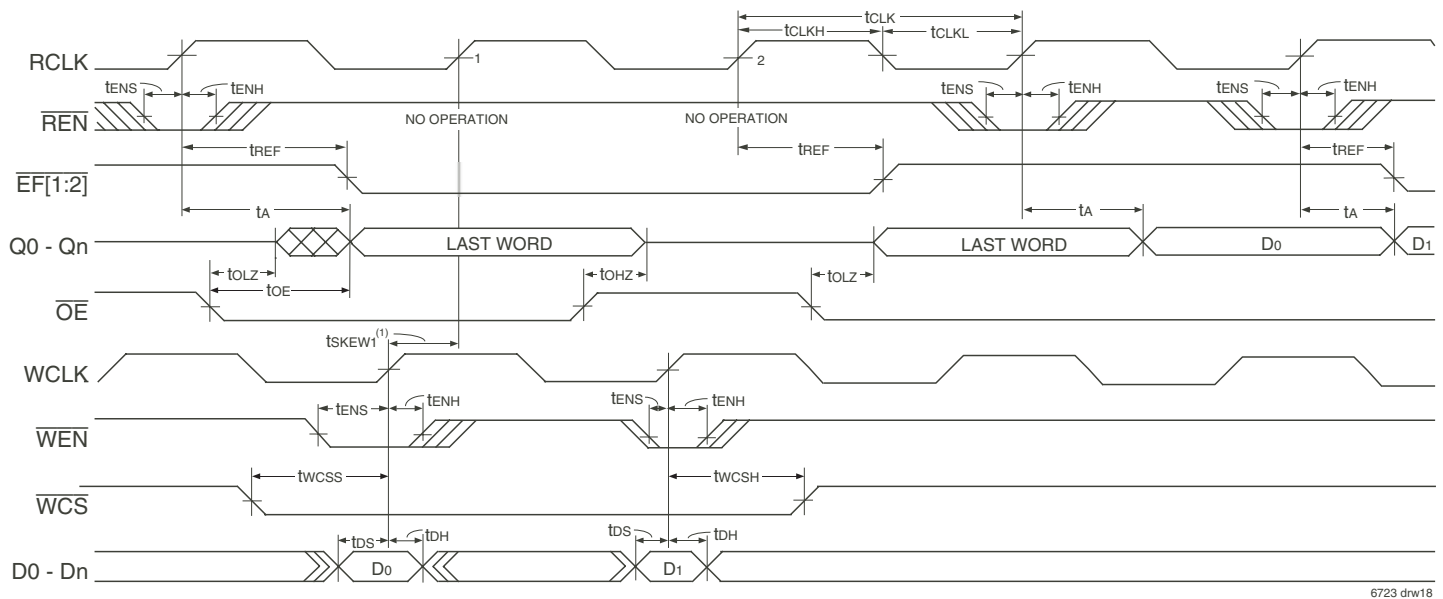 tCLK
tCLKH tCLKL
RCLK 1 2
tENS tENH tENS tENH tENS tENH
REN NO OPERATION NO OPERATION
tREF tREF tREF
EF[1:2]
tA tA tA
Q0 - Qn LAST WORD LAST WORD D0 D1
tOLZ tOHZ tOLZ
tOE
OE
tSKEW1(1)
WCLK
tENS tENH tENS tENH
WEN
tWCSS tWCSH
WCS
tDS tDH tDS tDH
D0 - Dn D0 D1
6723 drw18